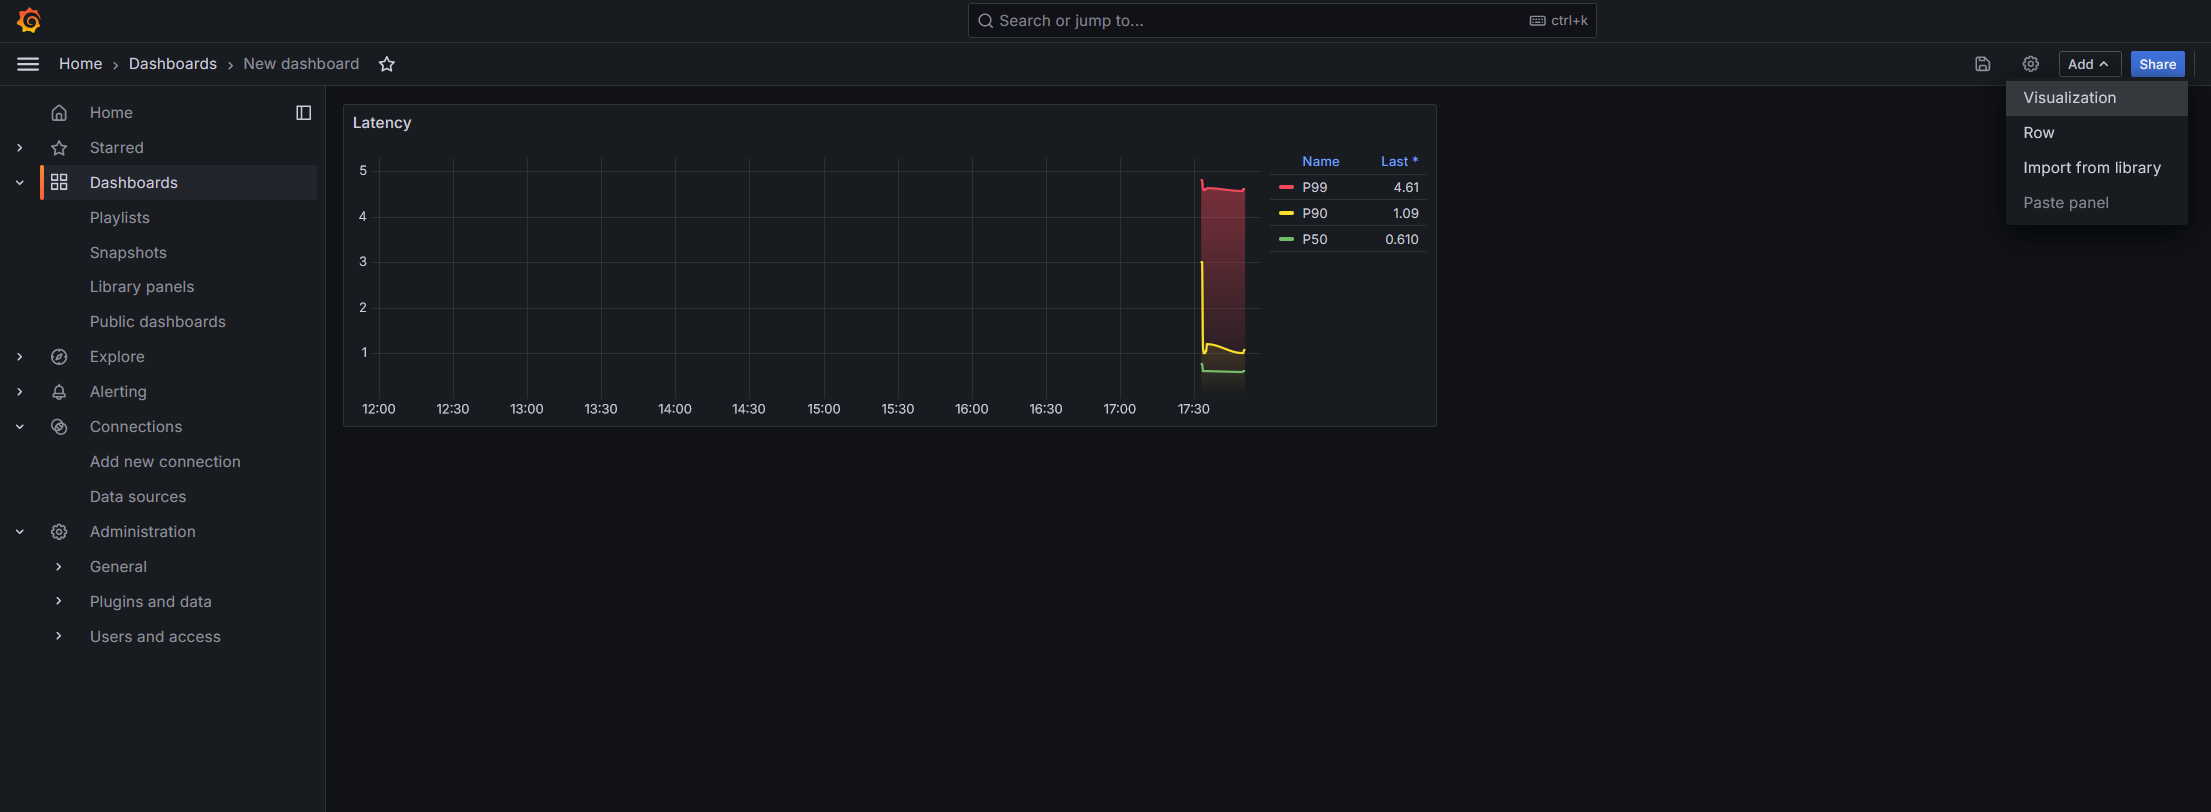 Search or jump to... ctrl+k
Home › Dashboards › New dashboard Add Share
Visualization
Row
Import from library
Paste panel
Home
Starred
Dashboards
Playlists
Snapshots
Library panels
Public dashboards
Explore
Alerting
Connections
Add new connection
Data sources
Administration
General
Plugins and data
Users and access
Latency
5
4
3
2
1
12:00 12:30 13:00 13:30 14:00 14:30 15:00 15:30 16:00 16:30 17:00 17:30
Name Last *
P99 4.61
P90 1.09
P50 0.610